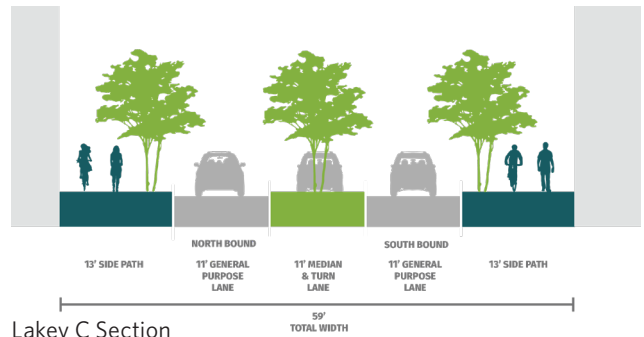 NORTH BOUND
SOUTH BOUND
13' SIDE PATH
11' GENERAL
PURPOSE
LANE
11' MEDIAN
& TURN
LANE
11' GENERAL
PURPOSE
LANE
13' SIDE PATH
59'
TOTAL WIDTH
Lakey C Section